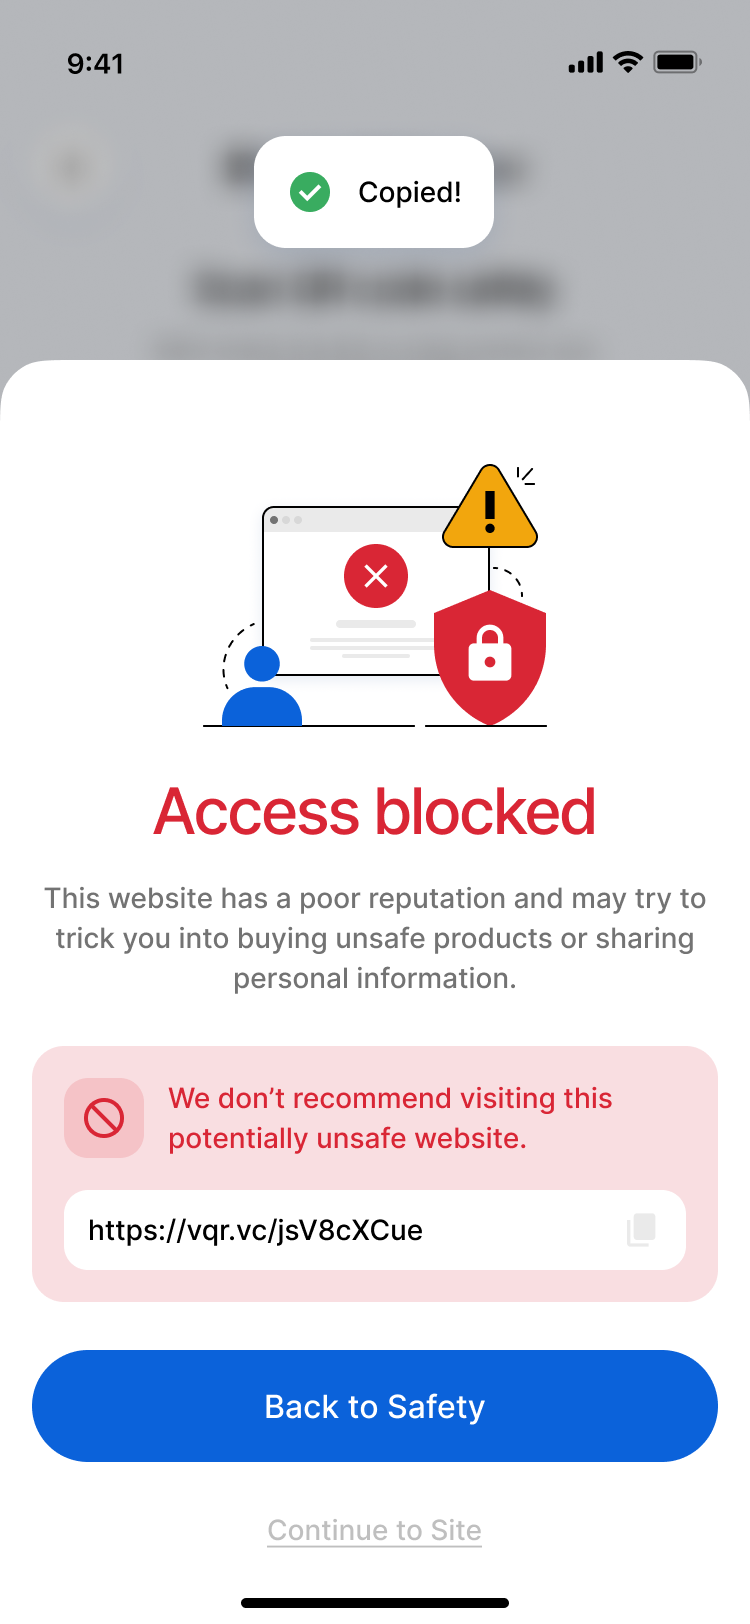 9:41
Copied!
Access blocked
This website has a poor reputation and may try to
trick you into buying unsafe products or sharing
personal information.
We don’t recommend visiting this
potentially unsafe website.
https://vqr.vc/jsV8cXCue
Back to Safety
Continue to Site